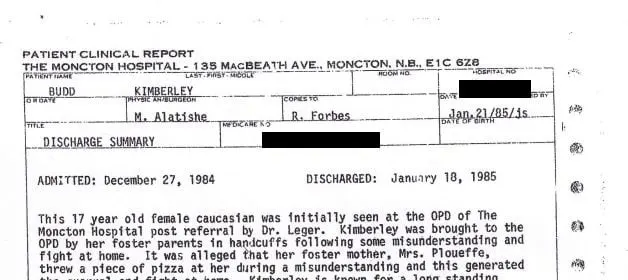 PATIENT CLINICAL REPORT
THE MONCTON HOSPITAL - 135 MACBEATH AVE., MONCTON, N.B., E1C 6Z8
PATIENT NAME LAST - FIRST - MIDDLE ROOM NO. HOSPITAL NO.
BUDD KIMBERLEY
PHYSICIAN/SURGEON COPIES TO DATE ED BY
M. Alatishe R. Forbes Jan.21/85/js
TITLE MEDICARE NO DATE OF BIRTH
DISCHARGE SUMMARY
ADMITTED: December 27, 1984 DISCHARGED: January 18, 1985
This 17 year old female caucasian was initially seen at the OPD of The
Moncton Hospital post referral by Dr. Leger. Kimberley was brought to the
OPD by her foster parents in handcuffs following some misunderstanding and
fight at home. It was alleged that her foster mother, Mrs. Ploueffe,
threw a piece of pizza at her during a misunderstanding and this generated